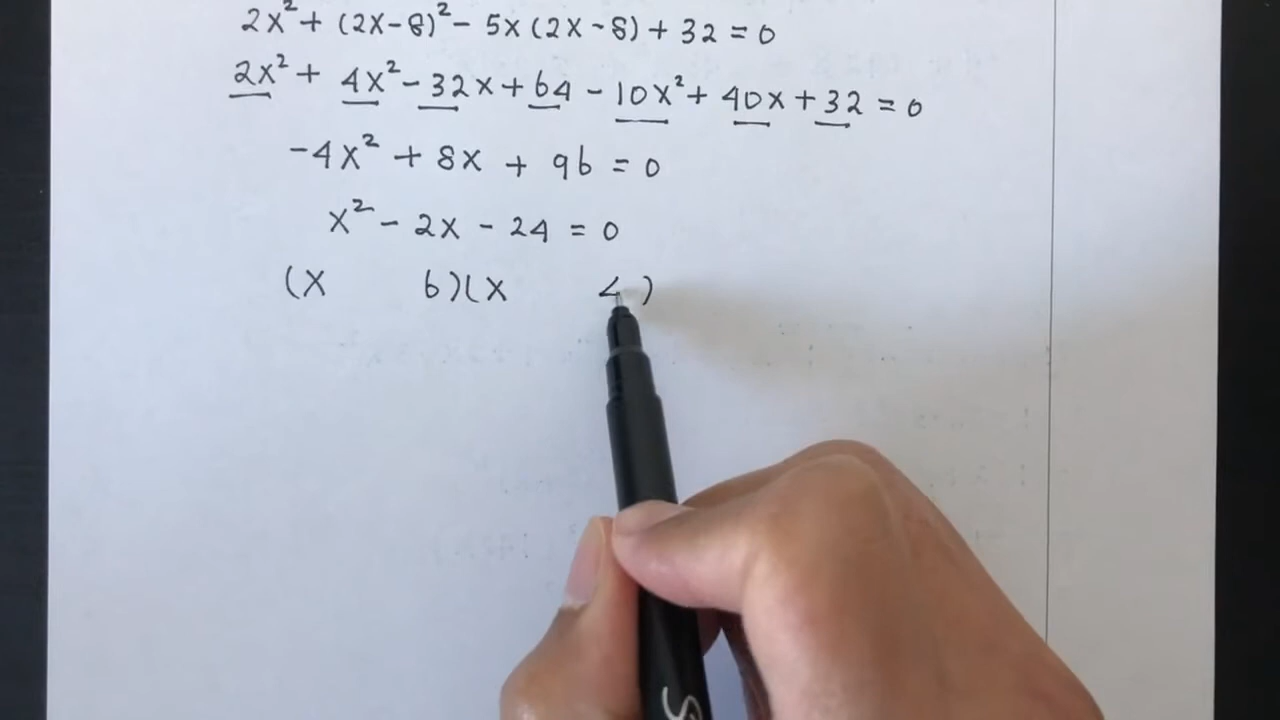 2x² + (2x-8)² - 5x(2x-8) + 32 = 0
2x² + 4x² - 32x + 64 - 10x² + 40x + 32 = 0
-4x² + 8x + 96 = 0
x² - 2x - 24 = 0
(x 6)(x 4)